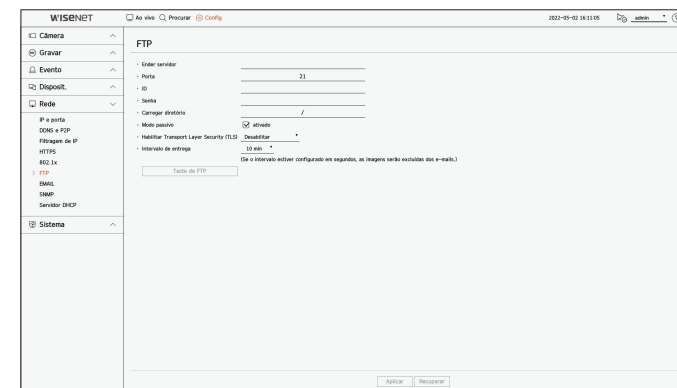 WISENET
Ao vivo Procurar Config
2022-05-02 16:11:05 admin ?
Câmera
Gravar
Evento
Disposit.
Rede
IP e porta
DDNS e P2P
Filtragem de IP
HTTPS
802.1x
> FTP
EMAIL
SNMP
Servidor DHCP
Sistema
FTP
Ender servidor
Porta 21
ID
Senha
Carregar diretório /
Modo passivo ativado
Habilitar Transport Layer Security (TLS) Desabilitar
Intervalo de entrega 10 min
(Se o intervalo estiver configurado em segundos, as imagens serão excluídas dos e-mails.)
Teste de FTP
Aplicar Recuperar